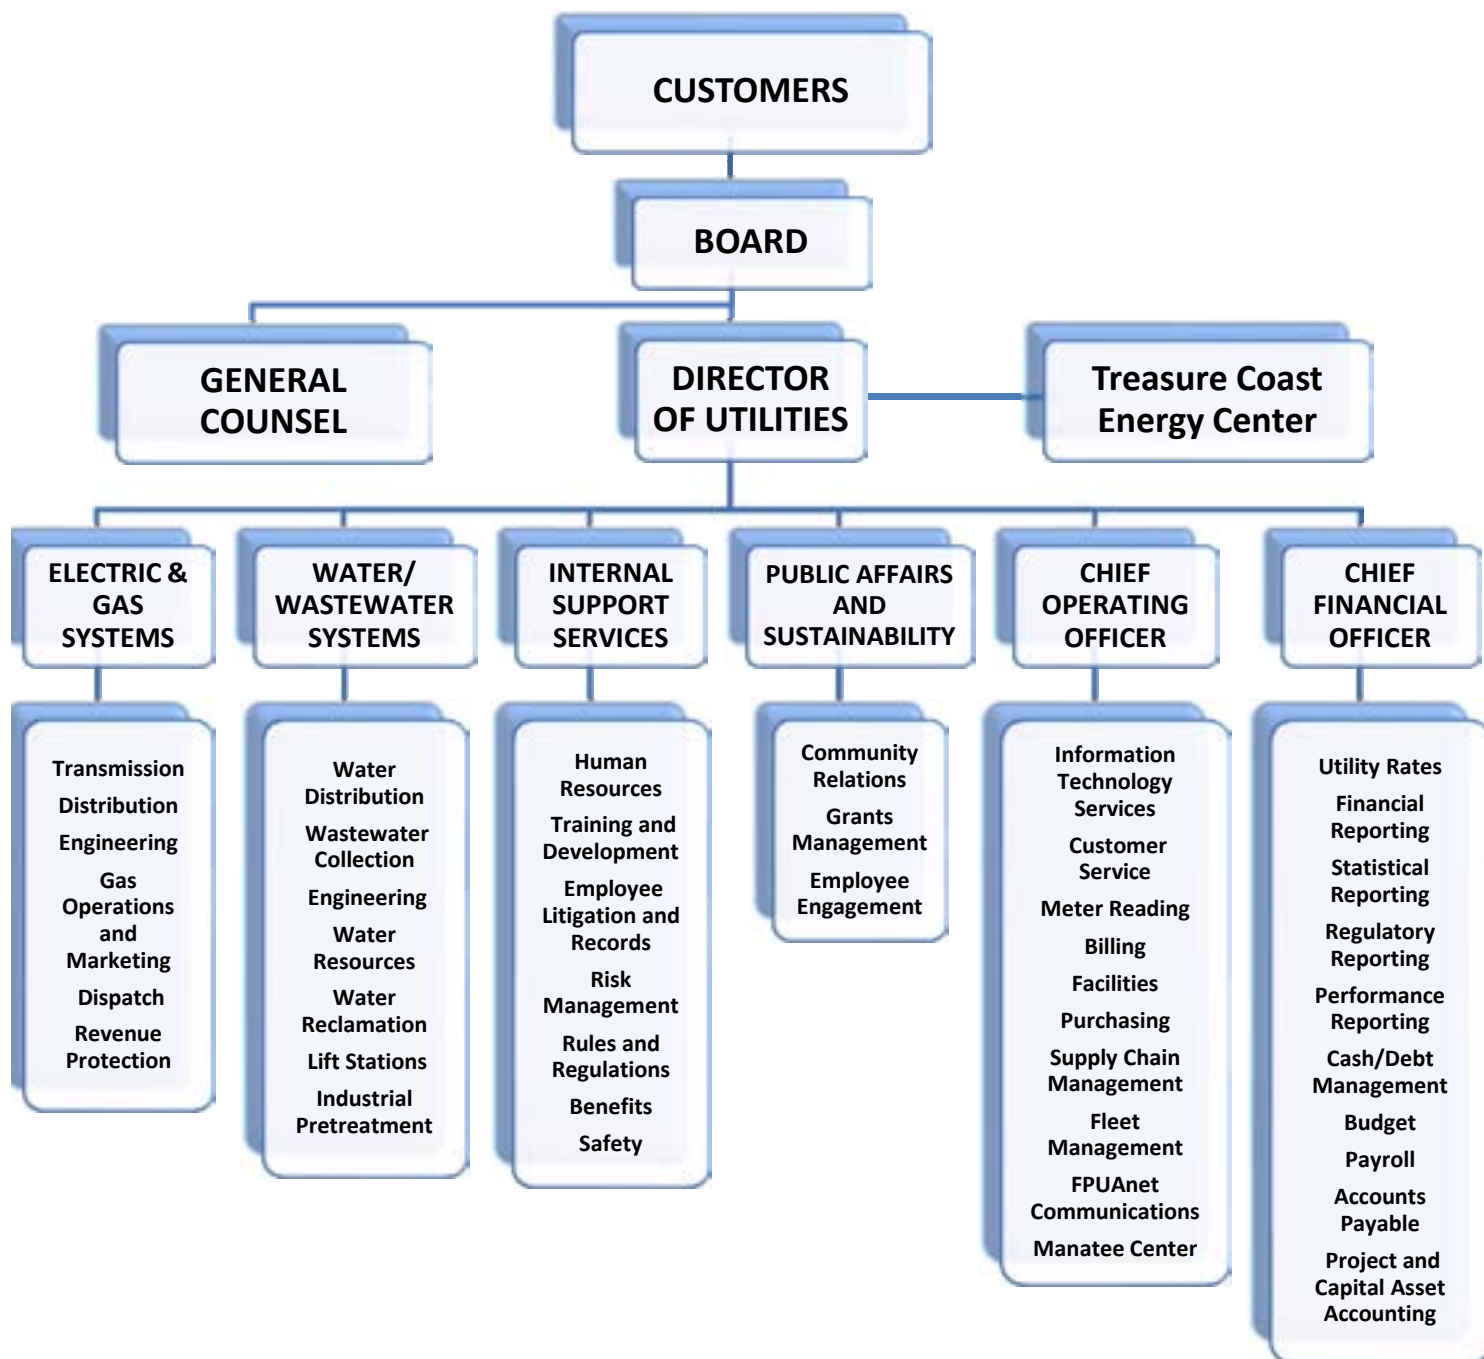 CUSTOMERS
BOARD
GENERAL
COUNSEL
DIRECTOR
OF UTILITIES
Treasure Coast
Energy Center
ELECTRIC &
GAS
SYSTEMS
WATER/
WASTEWATER
SYSTEMS
INTERNAL
SUPPORT
SERVICES
PUBLIC AFFAIRS
AND
SUSTAINABILITY
CHIEF
OPERATING
OFFICER
CHIEF
FINANCIAL
OFFICER
Transmission
Distribution
Engineering
Gas
Operations
and
Marketing
Dispatch
Revenue
Protection
Water
Distribution
Wastewater
Collection
Engineering
Water
Resources
Water
Reclamation
Lift Stations
Industrial
Pretreatment
Human
Resources
Training and
Development
Employee
Litigation and
Records
Risk
Management
Rules and
Regulations
Benefits
Safety
Community
Relations
Grants
Management
Employee
Engagement
Information
Technology
Services
Customer
Service
Meter Reading
Billing
Facilities
Purchasing
Supply Chain
Management
Fleet
Management
FPUAnet
Communications
Manatee Center
Utility Rates
Financial
Reporting
Statistical
Reporting
Regulatory
Reporting
Performance
Reporting
Cash/Debt
Management
Budget
Payroll
Accounts
Payable
Project and
Capital Asset
Accounting